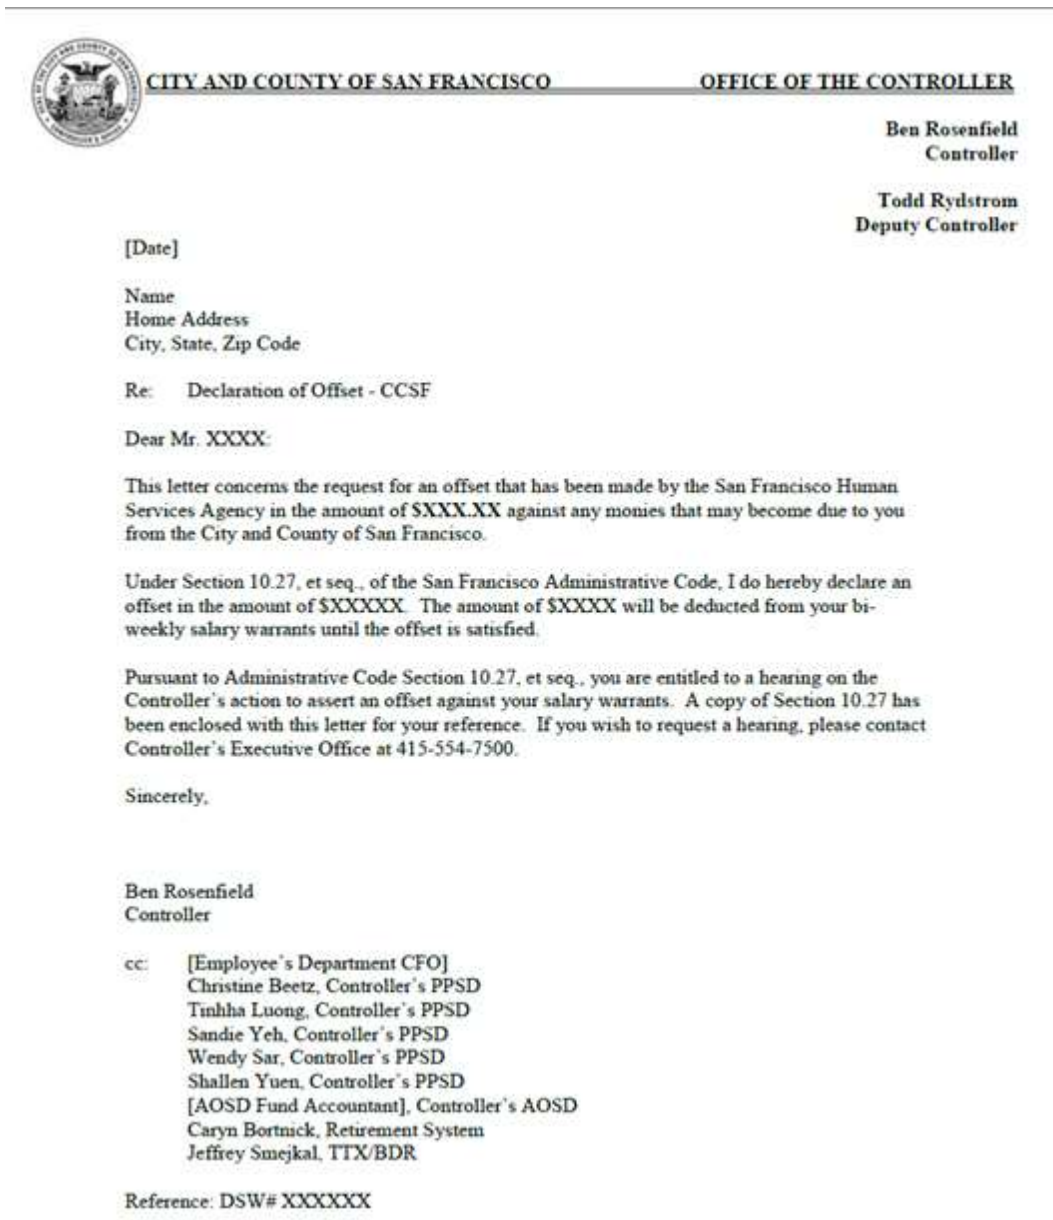 CITY AND COUNTY OF SAN FRANCISCO OFFICE OF THE CONTROLLER
Ben Rosenfield
Controller
Todd Rydstrom
Deputy Controller
[Date]
Name
Home Address
City, State, Zip Code
Re: Declaration of Offset - CCSF
Dear Mr. XXXX:
This letter concerns the request for an offset that has been made by the San Francisco Human
Services Agency in the amount of $XXX.XX against any monies that may become due to you
from the City and County of San Francisco.
Under Section 10.27, et seq., of the San Francisco Administrative Code, I do hereby declare an
offset in the amount of $XXXXX. The amount of $XXXX will be deducted from your bi-
weekly salary warrants until the offset is satisfied.
Pursuant to Administrative Code Section 10.27, et seq., you are entitled to a hearing on the
Controller's action to assert an offset against your salary warrants. A copy of Section 10.27 has
been enclosed with this letter for your reference. If you wish to request a hearing, please contact
Controller's Executive Office at 415-554-7500.
Sincerely,
Ben Rosenfield
Controller
cc: [Employee's Department CFO]
Christine Beetz, Controller's PPSD
Tinhha Luong, Controller's PPSD
Sandie Yeh, Controller's PPSD
Wendy Sar, Controller's PPSD
Shallen Yuen, Controller's PPSD
[AOSD Fund Accountant], Controller's AOSD
Caryn Bortnick, Retirement System
Jeffrey Smejkal, TTX/BDR
Reference: DSW# XXXXXX